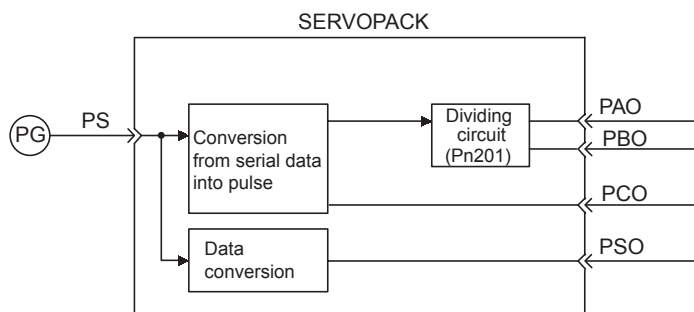 SERVOPACK
PG
PS
Conversion
from serial data
into pulse
Dividing
circuit
(Pn201)
PAO
PBO
PCO
Data
conversion
PSO